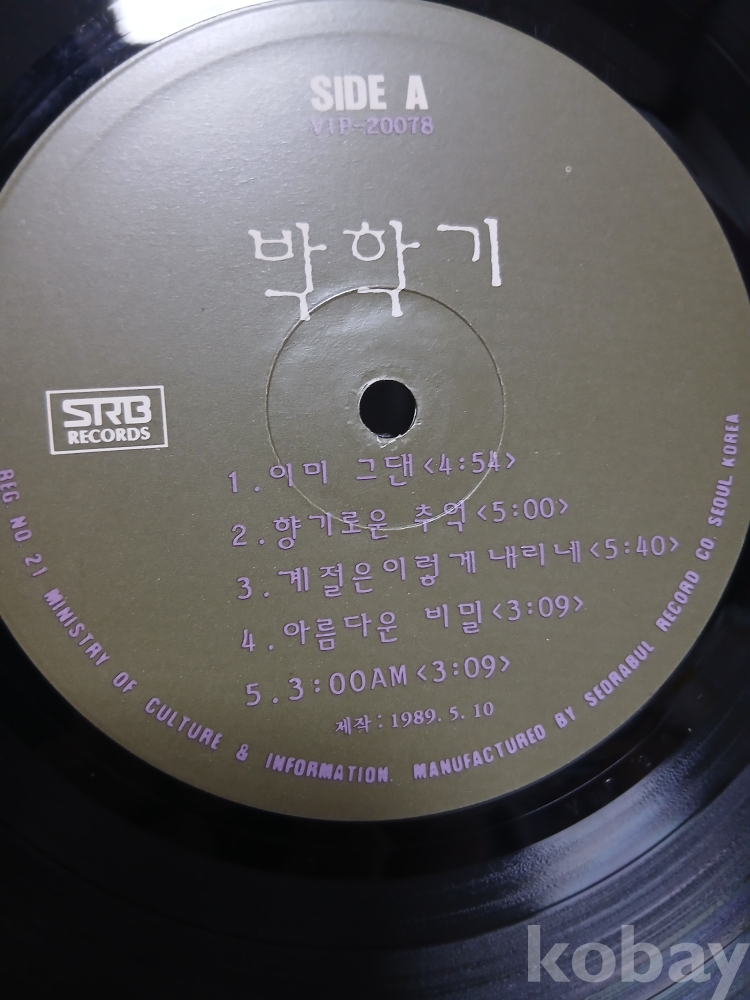 SIDE A
VIP-20078
박학기
SRB
RECORDS
1.이미 그댄<4:54>
2.향기로운 추억<5:00>
3.계절은이렇게 내리네<5:40>
4.아름다운 비밀<3:09>
5.3:00AM<3:09>
제작 : 1989. 5. 10
REG. NO 21 MINISTRY OF CULTURE & INFORMATION. MANUFACTURED BY SEORABUL RECORD CO. SEOUL KOREA
kobay